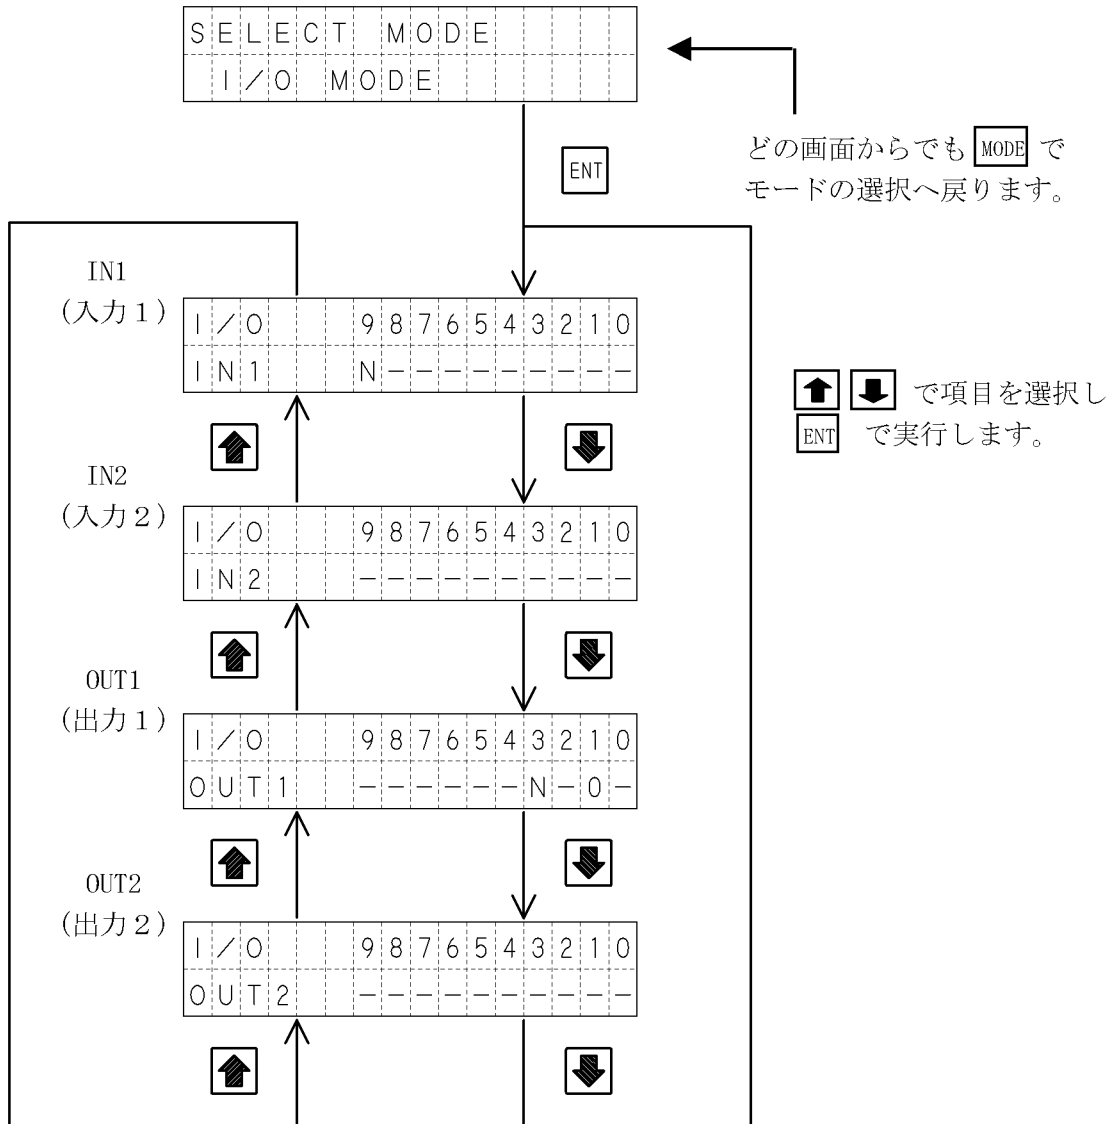 SELECT MODE
I/O MODE
ENT
どの画面からでも MODE で
モードの選択へ戻ります。
IN1
(入力１)
I/O 9876543210
IN1 N---------
で項目を選択し
ENT で実行します。
IN2
(入力２)
I/O 9876543210
IN2 ----------
OUT1
(出力１)
I/O 9876543210
OUT1 ------N-0-
OUT2
(出力２)
I/O 9876543210
OUT2 ----------